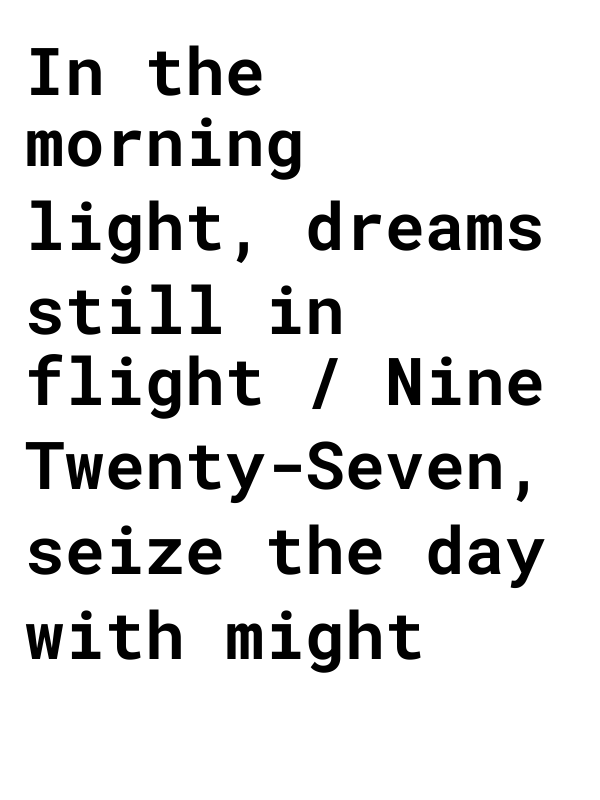 In the
morning
light, dreams
still in
flight / Nine
Twenty-Seven,
seize the day
with might